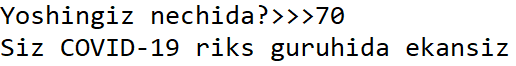 Yoshingiz nechida?>>>70
Siz COVID-19 riks guruhida ekansiz